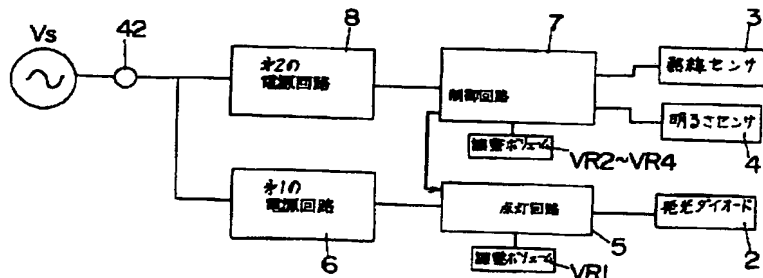 Vs
42
8
第2の
電源回路
7
制御回路
3
熱線センサ
明るさセンサ
4
調整ボリューム
VR2~VR4
第1の
電源回路
6
点灯回路
5
発光ダイオード
2
調整ボリューム
VR1